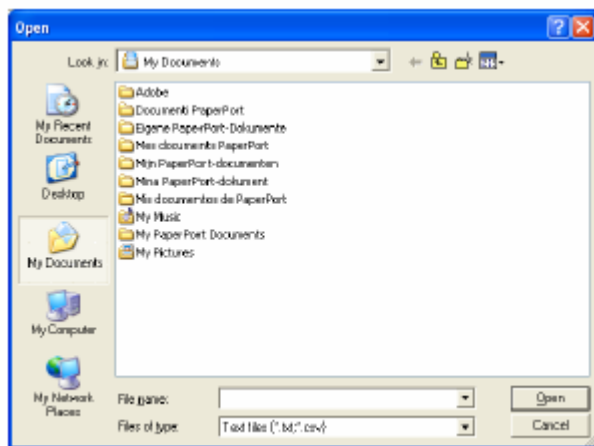 Open
Look in: My Documents
My Recent
Documents
Desktop
My Documents
My Computer
My Network
Places
Adobe
Documenti PaperPort
Eigene PaperPort-Dokumente
Mes documents PaperPort
Mijn PaperPort-documenten
Mina PaperPort-dokument
Mis documentos de PaperPort
My Music
My PaperPort Documents
My Pictures
File name:
Open
Files of type: Text files (*.txt;*.csv)
Cancel